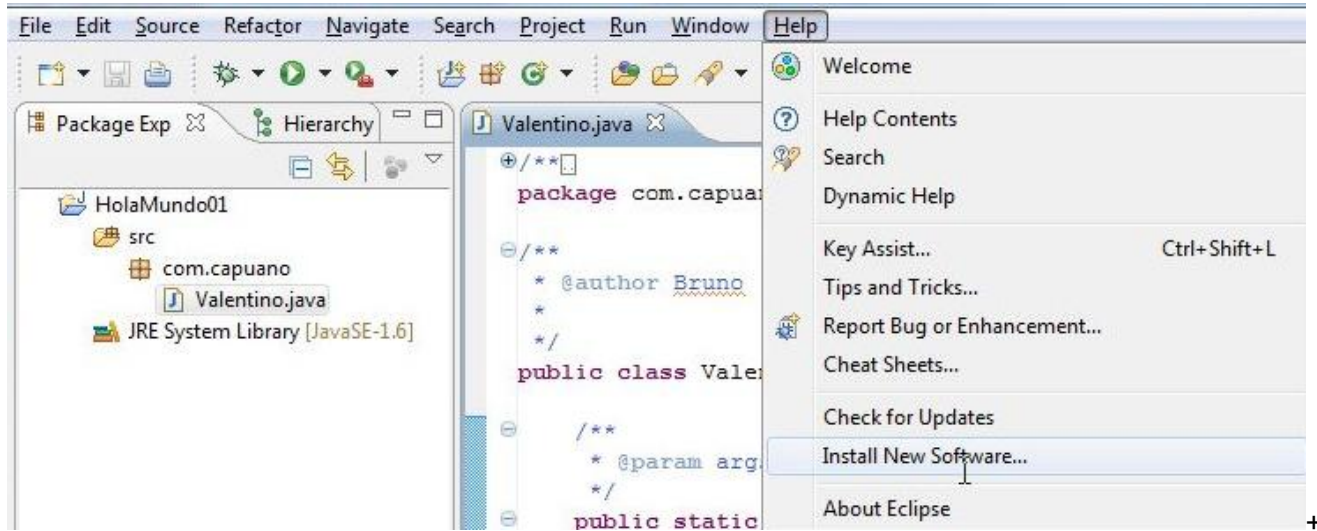 File Edit Source Refactor Navigate Search Project Run Window Help
Package Exp Hierarchy
HolaMundo01
src
com.capuano
Valentino.java
JRE System Library [JavaSE-1.6]
Valentino.java
/**
package com.capuan
/**
* @author Bruno
*
*/
public class Valen
/**
* @param arg
*/
public static
Welcome
Help Contents
Search
Dynamic Help
Key Assist... Ctrl+Shift+L
Tips and Tricks...
Report Bug or Enhancement...
Cheat Sheets...
Check for Updates
Install New Software...
About Eclipse
+